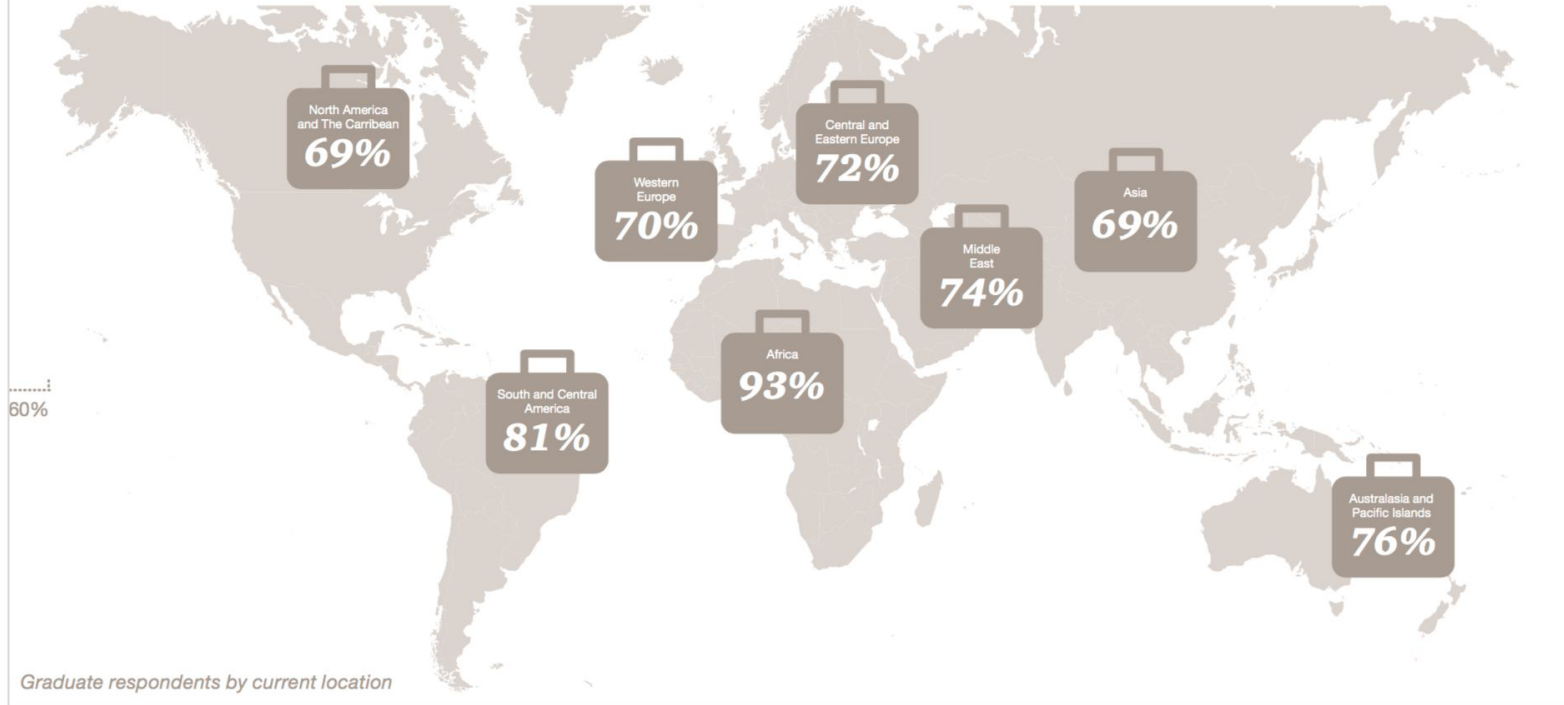 North America
and The Carribean
69%
Western
Europe
70%
Central and
Eastern Europe
72%
Middle
East
74%
Asia
69%
South and Central
America
81%
Africa
93%
Australasia and
Pacific Islands
76%
60%
Graduate respondents by current location